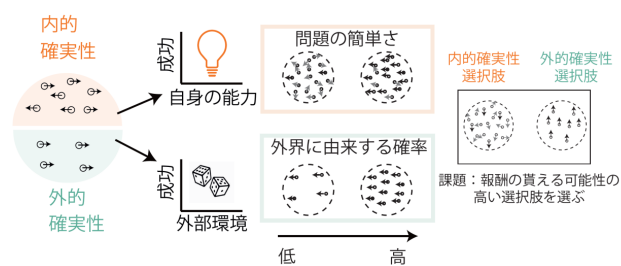 内的
確実性
外的
確実性
成功
自身の能力
成功
外部環境
問題の簡単さ
外界に由来する確率
低
高
内的確実性
選択肢
外的確実性
選択肢
課題：報酬の貰える可能性の
高い選択肢を選ぶ